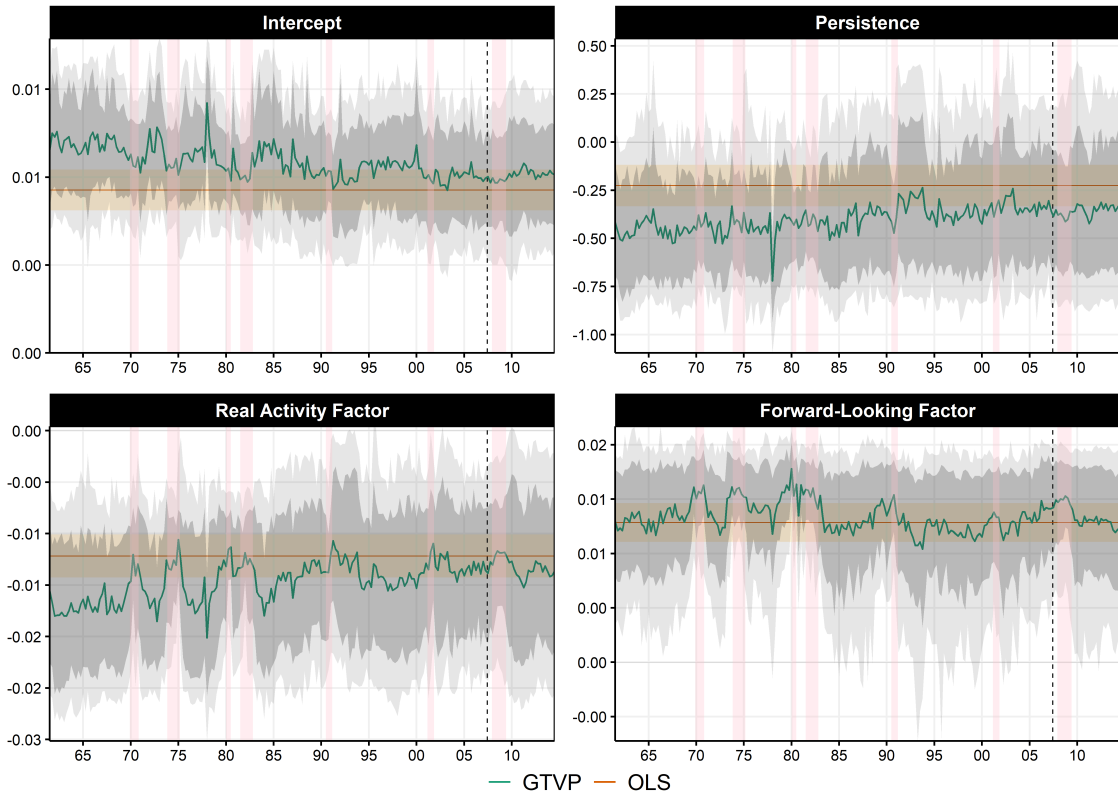 Intercept
0.01
0.01
0.00
0.00
65 70 75 80 85 90 95 00 05 10
Persistence
0.50
0.25
0.00
-0.25
-0.50
-0.75
-1.00
65 70 75 80 85 90 95 00 05 10
Real Activity Factor
0.00
-0.00
-0.01
-0.01
-0.02
-0.02
-0.03
65 70 75 80 85 90 95 00 05 10
Forward-Looking Factor
0.02
0.01
0.01
0.00
0.00
-0.00
65 70 75 80 85 90 95 00 05 10
GTVP OLS